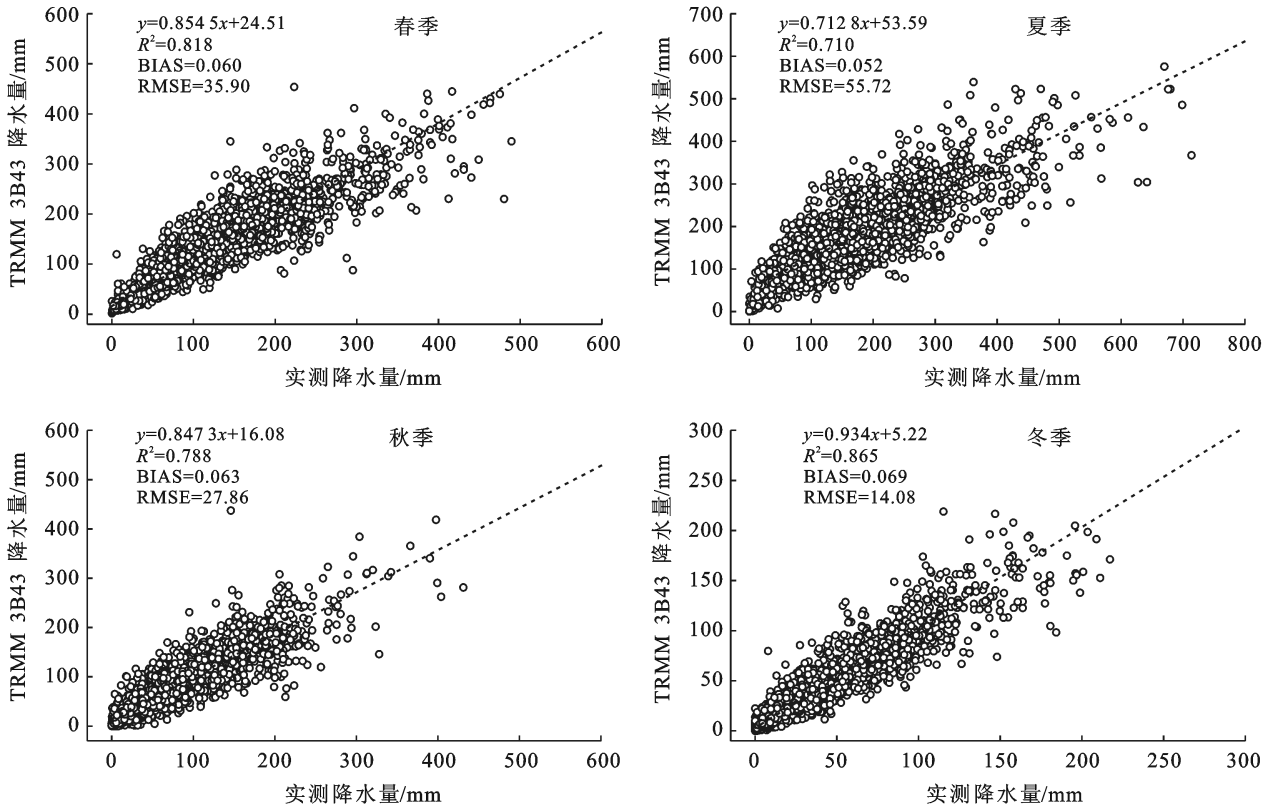 y=0.854 5x+24.51
R²=0.818
BIAS=0.060
RMSE=35.90
春季
600
500
400
300
200
100
0
TRMM 3B43 降水量/mm
0 100 200 300 400 500 600
实测降水量/mm
y=0.712 8x+53.59
R²=0.710
BIAS=0.052
RMSE=55.72
夏季
700
600
500
400
300
200
100
0
TRMM 3B43 降水量/mm
0 100 200 300 400 500 600 700 800
实测降水量/mm
y=0.847 3x+16.08
R²=0.788
BIAS=0.063
RMSE=27.86
秋季
600
500
400
300
200
100
0
TRMM 3B43 降水量/mm
0 100 200 300 400 500 600
实测降水量/mm
y=0.934x+5.22
R²=0.865
BIAS=0.069
RMSE=14.08
冬季
300
250
200
150
100
50
0
TRMM 3B43 降水量/mm
0 50 100 150 200 250 300
实测降水量/mm